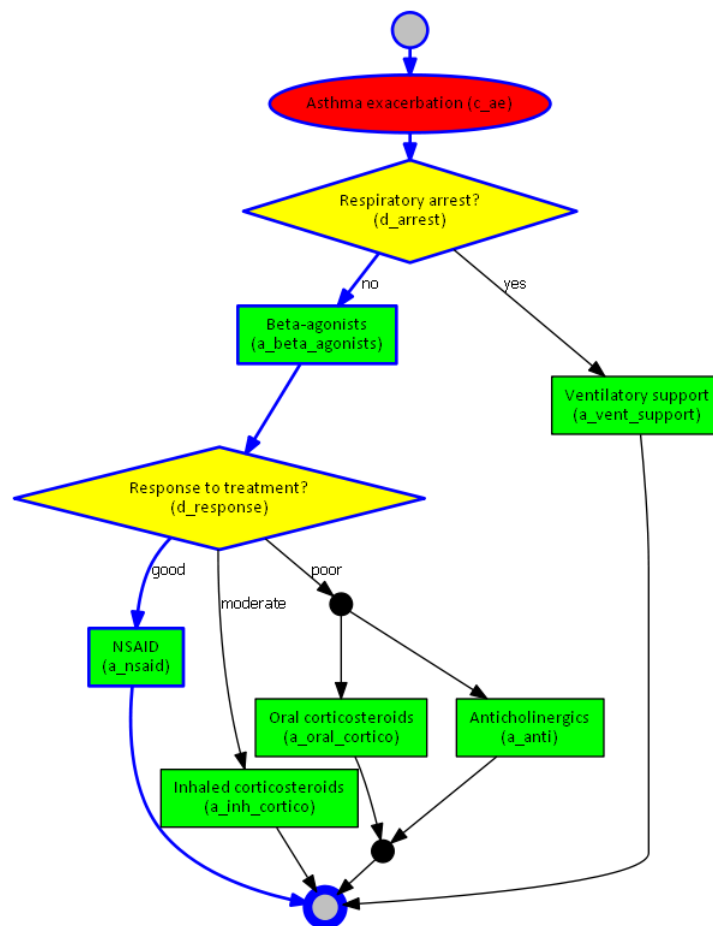 Asthma exacerbation (c_ae)
Respiratory arrest?
(d_arrest)
no
yes
Beta-agonists
(a_beta_agonists)
Ventilatory support
(a_vent_support)
Response to treatment?
(d_response)
good
moderate
poor
NSAID
(a_nsaid)
Oral corticosteroids
(a_oral_cortico)
Anticholinergics
(a_anti)
Inhaled corticosteroids
(a_inh_cortico)